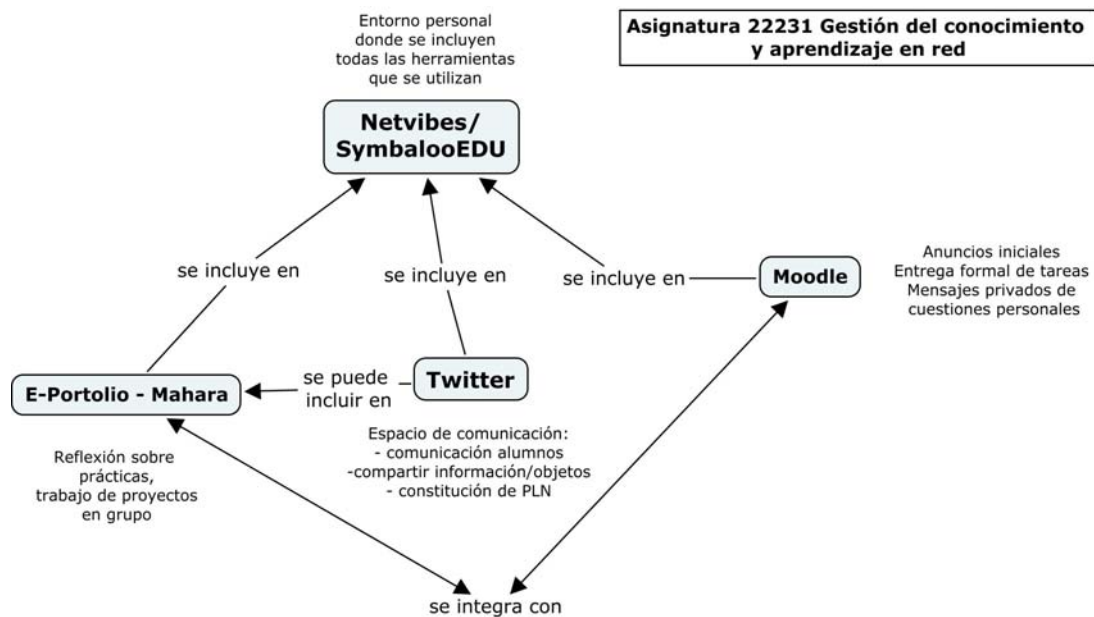 Entorno personal
donde se incluyen
todas las herramientas
que se utilizan
Asignatura 22231 Gestión del conocimiento
y aprendizaje en red
Netvibes/
SymbalooEDU
se incluye en
se incluye en
se incluye en
Moodle
Anuncios iniciales
Entrega formal de tareas
Mensajes privados de
cuestiones personales
E-Portolio - Mahara
se puede
incluir en
Twitter
Reflexión sobre
prácticas,
trabajo de proyectos
en grupo
Espacio de comunicación:
- comunicación alumnos
-compartir información/objetos
- constitución de PLN
se integra con